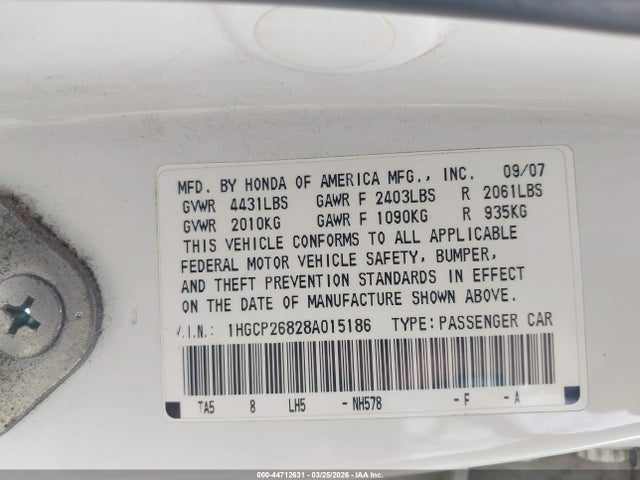 MFD. BY HONDA OF AMERICA MFG., INC. 09/07
GVWR 4431LBS GAWR F 2403LBS R 2061LBS
GVWR 2010KG GAWR F 1090KG R 935KG
THIS VEHICLE CONFORMS TO ALL APPLICABLE
FEDERAL MOTOR VEHICLE SAFETY, BUMPER,
AND THEFT PREVENTION STANDARDS IN EFFECT
ON THE DATE OF MANUFACTURE SHOWN ABOVE.
V.I.N.: 1HGCP26828A015186 TYPE: PASSENGER CAR
TA5 8 LH5 -NH578 -F -A
000-44712631 - 03/25/2026 - IAA Inc.